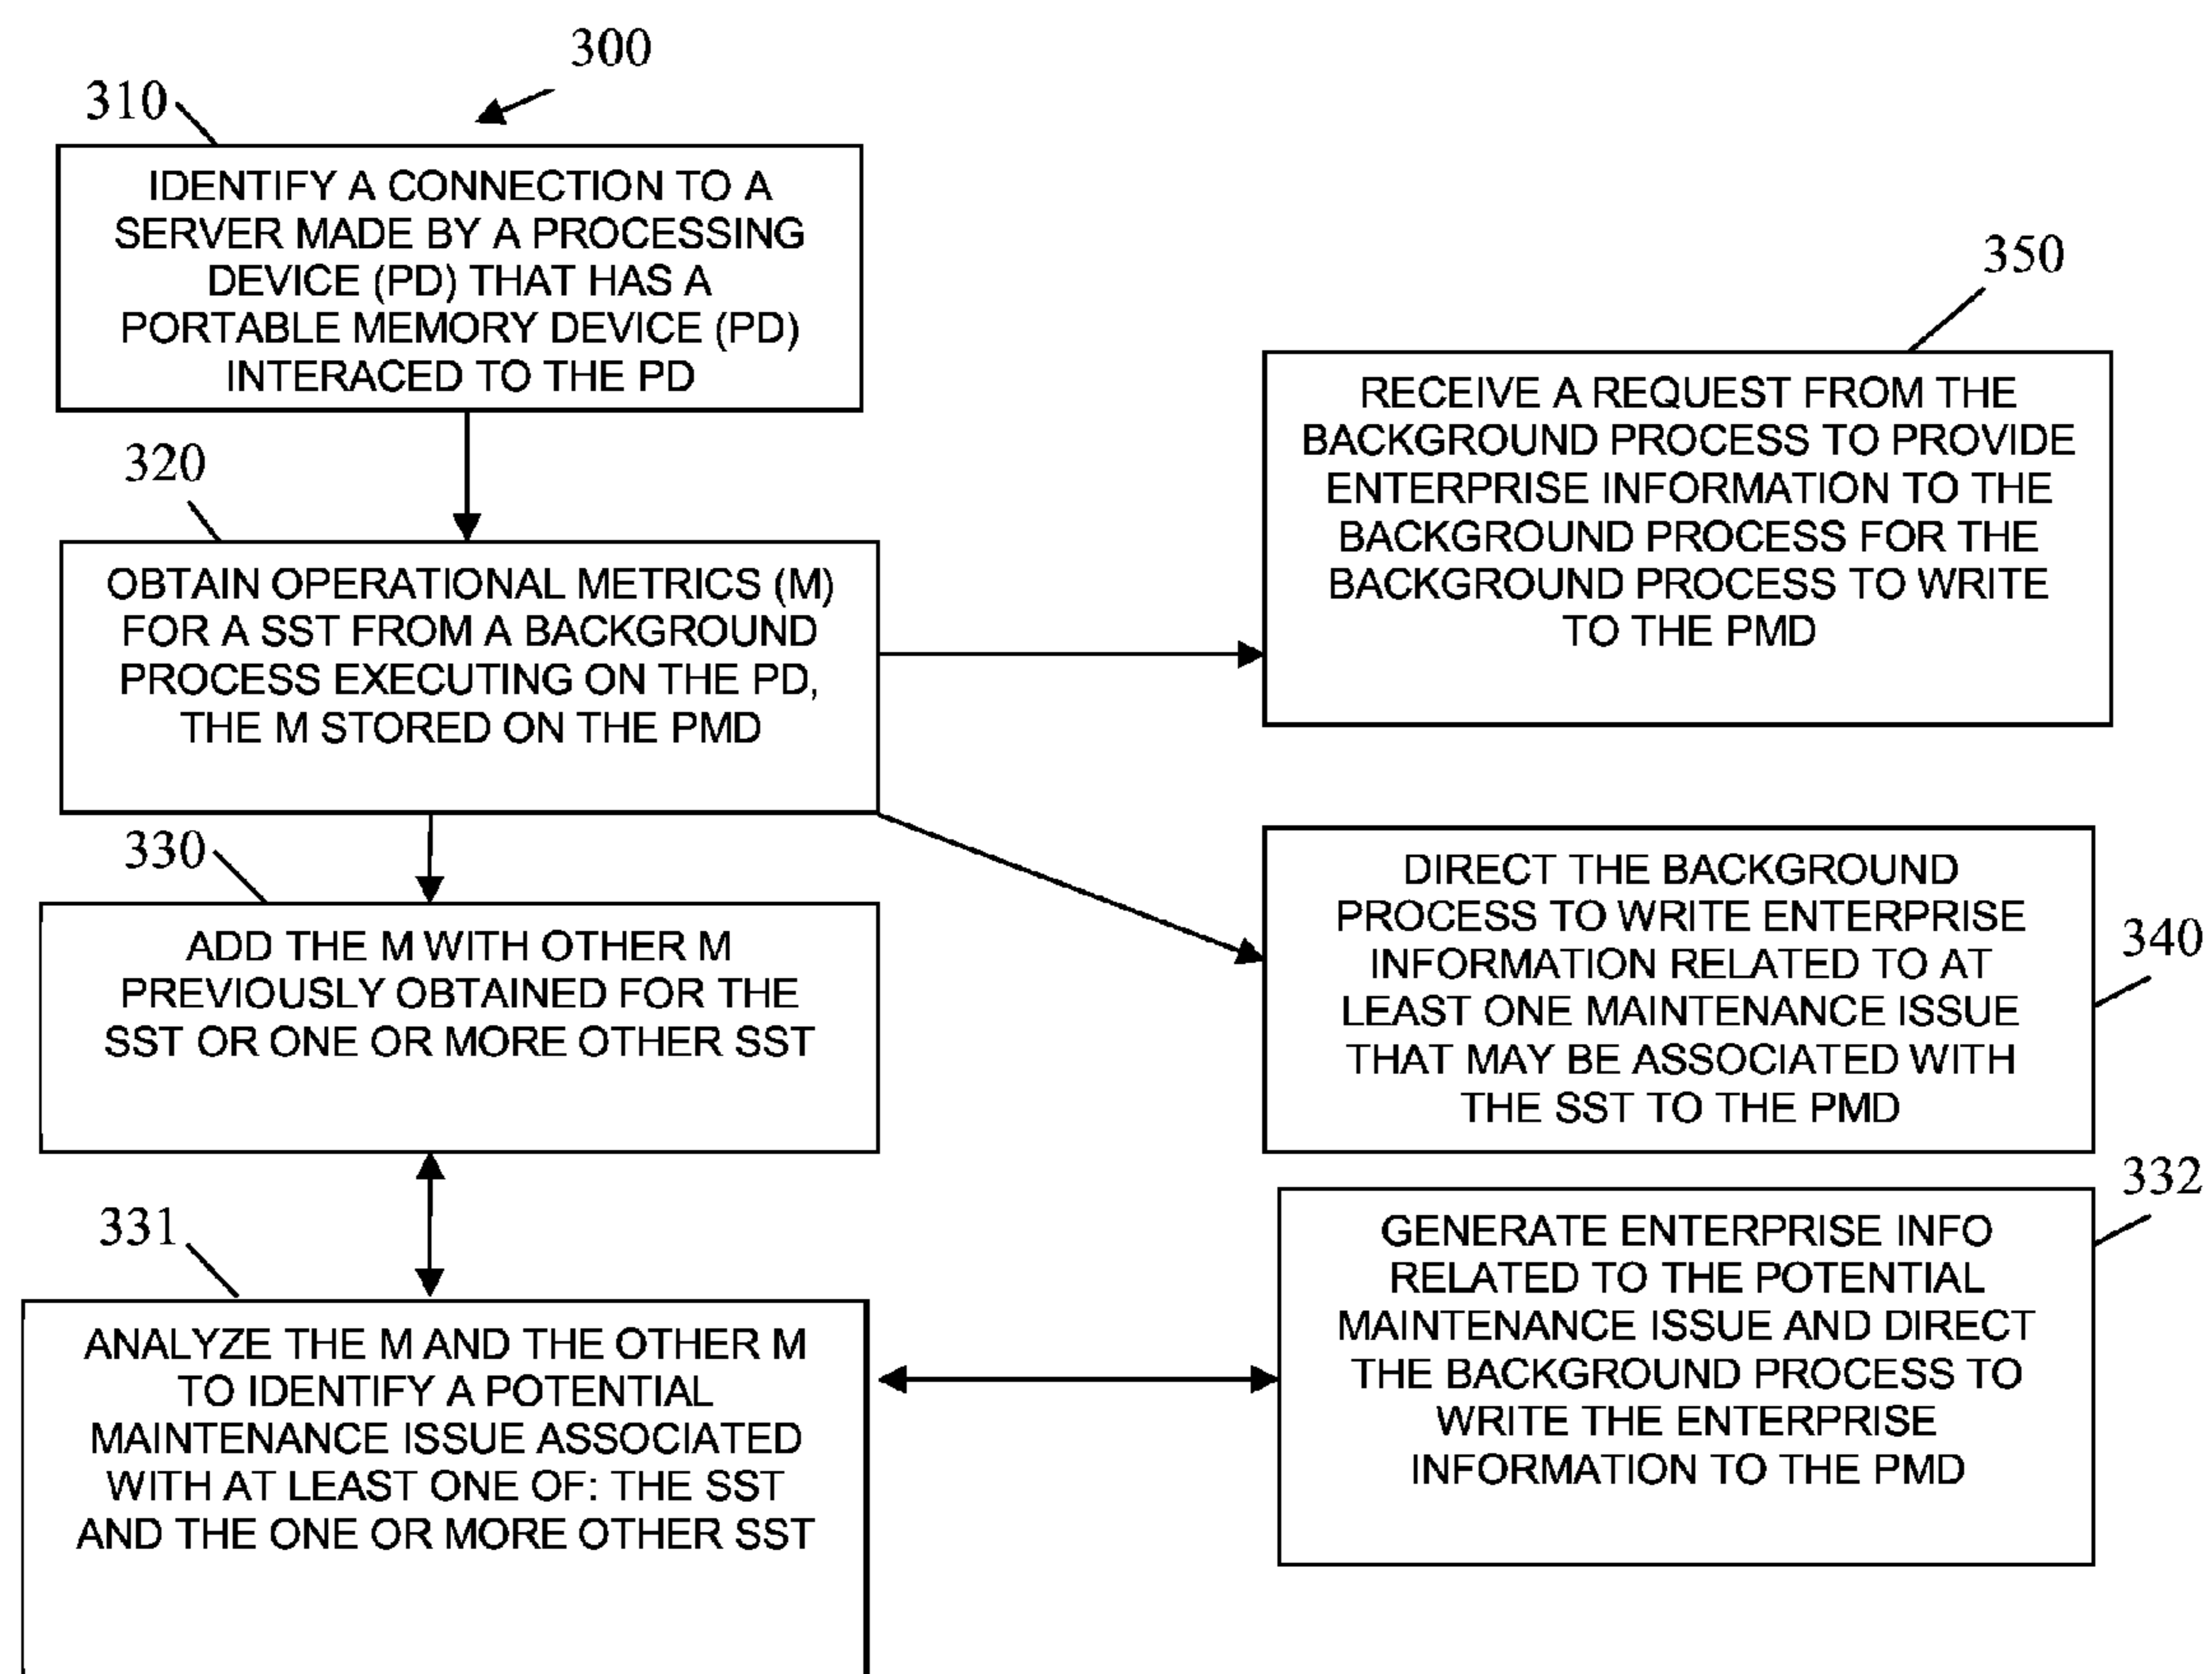 300
310
IDENTIFY A CONNECTION TO A
SERVER MADE BY A PROCESSING
DEVICE (PD) THAT HAS A
PORTABLE MEMORY DEVICE (PD)
INTERACED TO THE PD
320
OBTAIN OPERATIONAL METRICS (M)
FOR A SST FROM A BACKGROUND
PROCESS EXECUTING ON THE PD,
THE M STORED ON THE PMD
350
RECEIVE A REQUEST FROM THE
BACKGROUND PROCESS TO PROVIDE
ENTERPRISE INFORMATION TO THE
BACKGROUND PROCESS FOR THE
BACKGROUND PROCESS TO WRITE
TO THE PMD
330
ADD THE M WITH OTHER M
PREVIOUSLY OBTAINED FOR THE
SST OR ONE OR MORE OTHER SST
340
DIRECT THE BACKGROUND
PROCESS TO WRITE ENTERPRISE
INFORMATION RELATED TO AT
LEAST ONE MAINTENANCE ISSUE
THAT MAY BE ASSOCIATED WITH
THE SST TO THE PMD
331
ANALYZE THE M AND THE OTHER M
TO IDENTIFY A POTENTIAL
MAINTENANCE ISSUE ASSOCIATED
WITH AT LEAST ONE OF: THE SST
AND THE ONE OR MORE OTHER SST
332
GENERATE ENTERPRISE INFO
RELATED TO THE POTENTIAL
MAINTENANCE ISSUE AND DIRECT
THE BACKGROUND PROCESS TO
WRITE THE ENTERPRISE
INFORMATION TO THE PMD